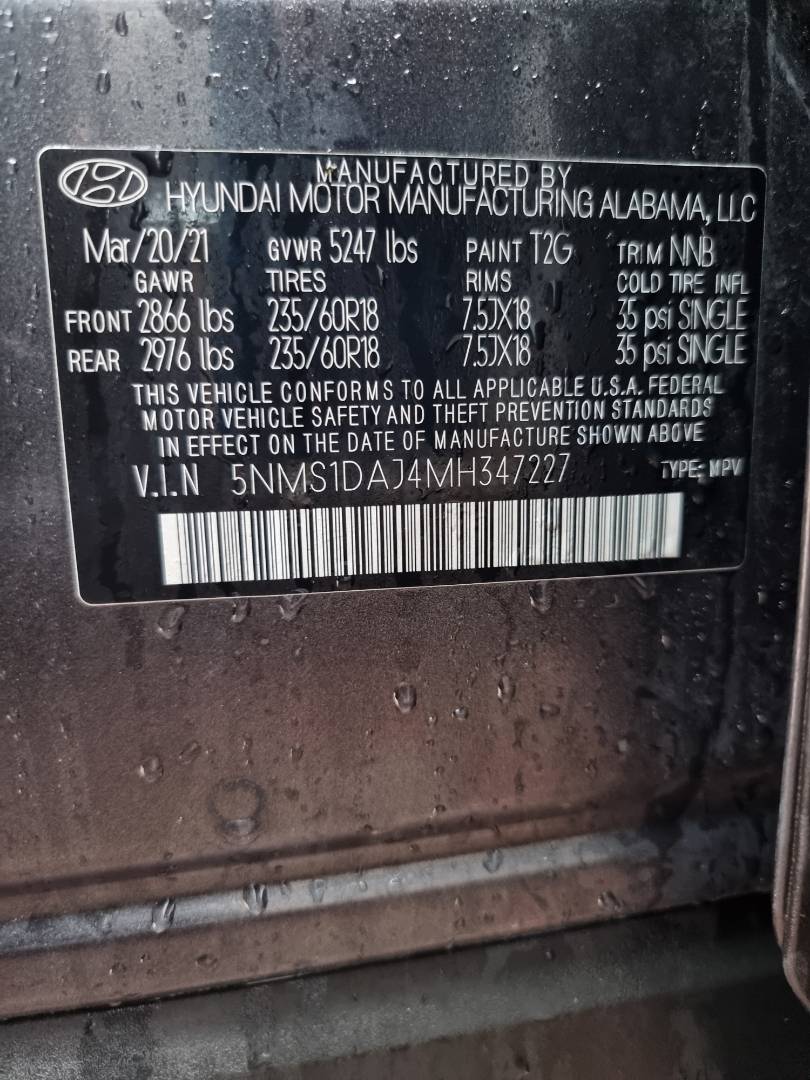 MANUFACTURED BY
HYUNDAI MOTOR MANUFACTURING ALABAMA, LLC
Mar/20/21 GVWR 5247 lbs PAINT T2G TRIM NNB
GAWR TIRES RIMS COLD TIRE INFL
FRONT 2866 lbs 235/60R18 7.5JX18 35 psi SINGLE
REAR 2976 lbs 235/60R18 7.5JX18 35 psi SINGLE
THIS VEHICLE CONFORMS TO ALL APPLICABLE U.S.A. FEDERAL
MOTOR VEHICLE SAFETY AND THEFT PREVENTION STANDARDS
IN EFFECT ON THE DATE OF MANUFACTURE SHOWN ABOVE
V.I.N 5NMS1DAJ4MH347227 TYPE: MPV